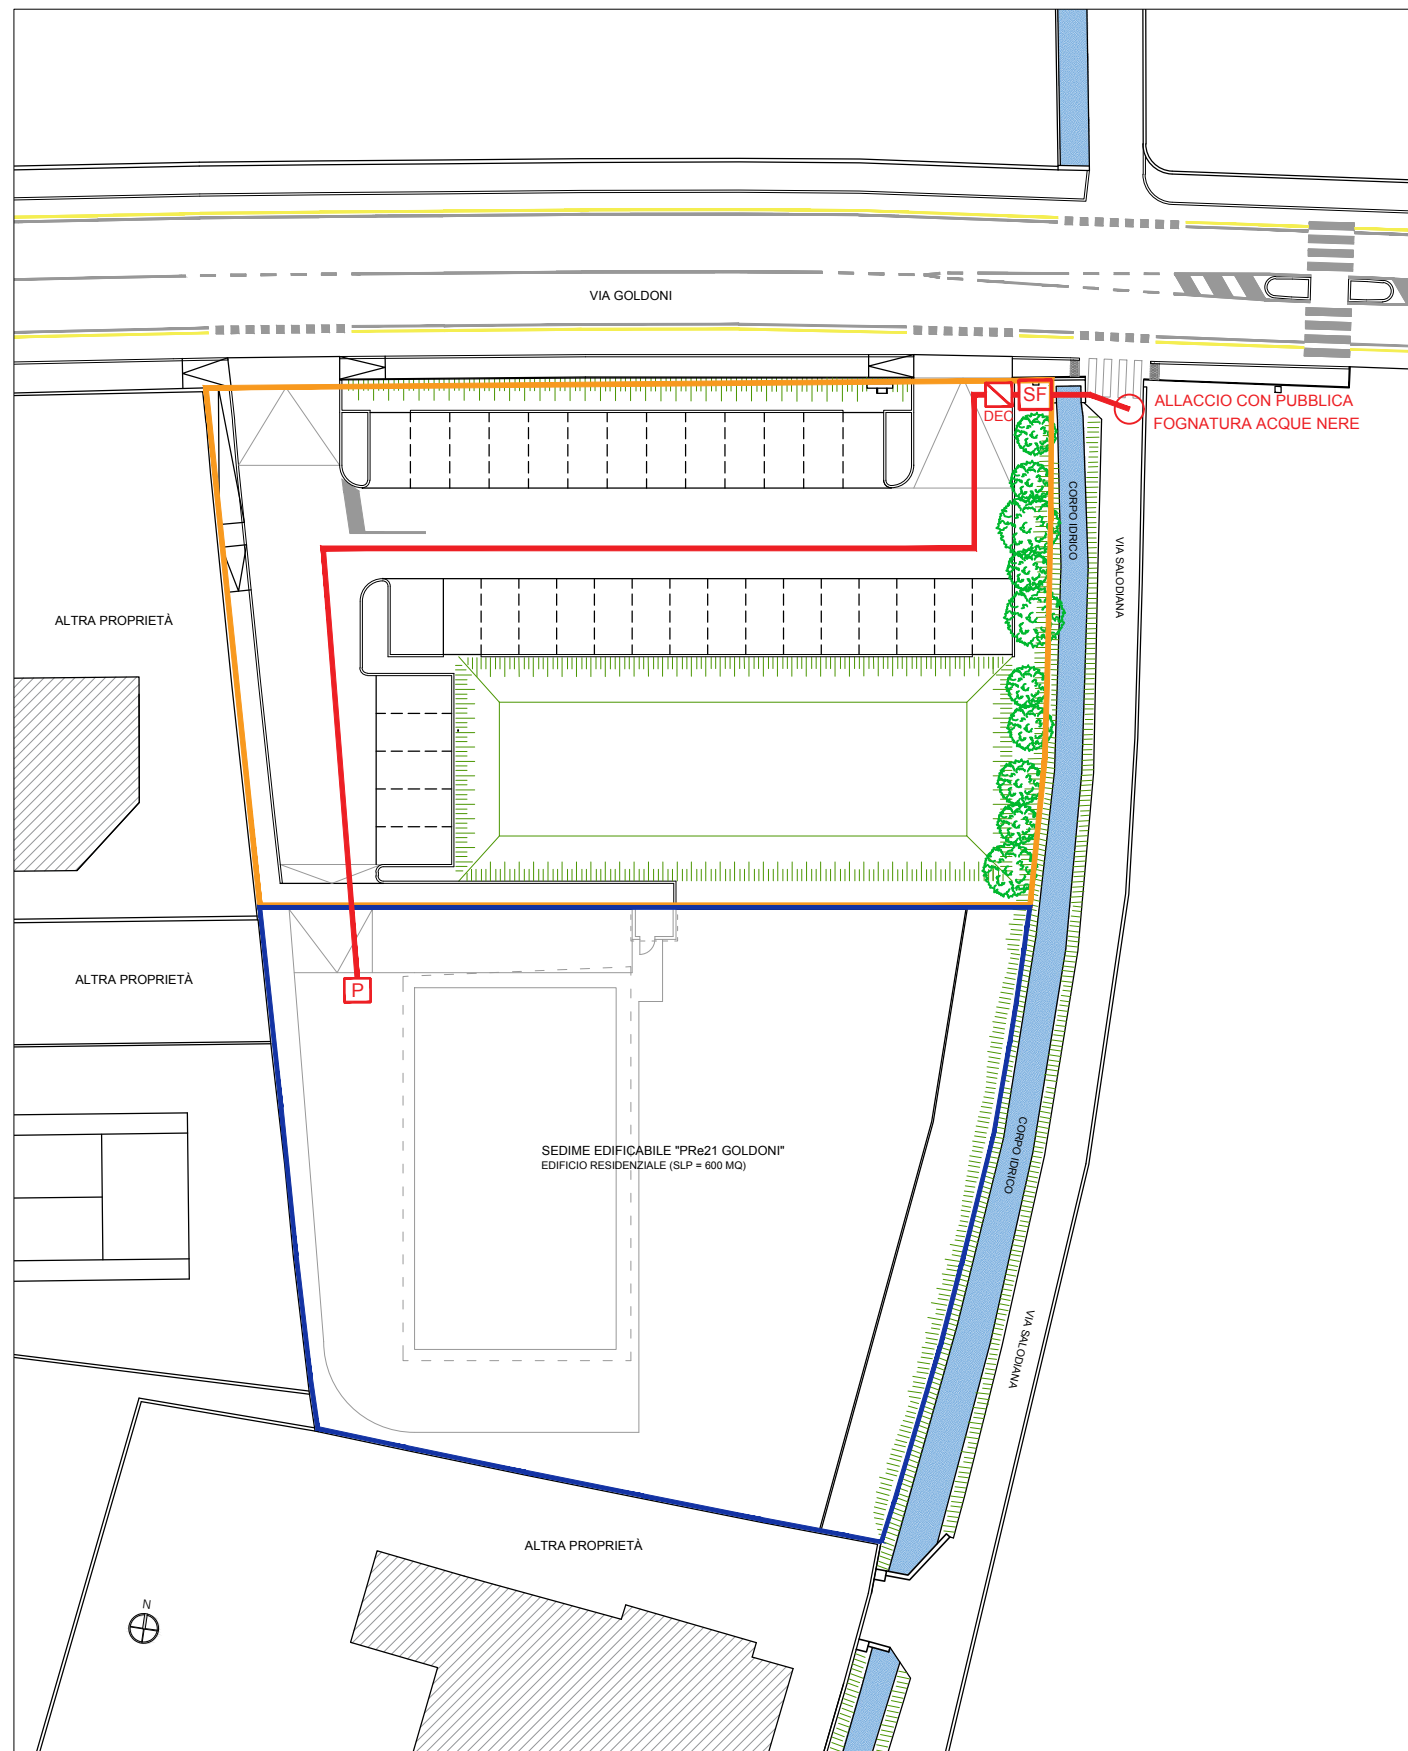 VIA GOLDONI
DEC
SF
ALLACCIO CON PUBBLICA
FOGNATURA ACQUE NERE
CORPO IDRICO
VIA SALODIANA
ALTRA PROPRIETÀ
ALTRA PROPRIETÀ
P
SEDIME EDIFICABILE "PRe21 GOLDONI"
EDIFICIO RESIDENZIALE (SLP = 600 MQ)
CORPO IDRICO
VIA SALODIANA
ALTRA PROPRIETÀ
N